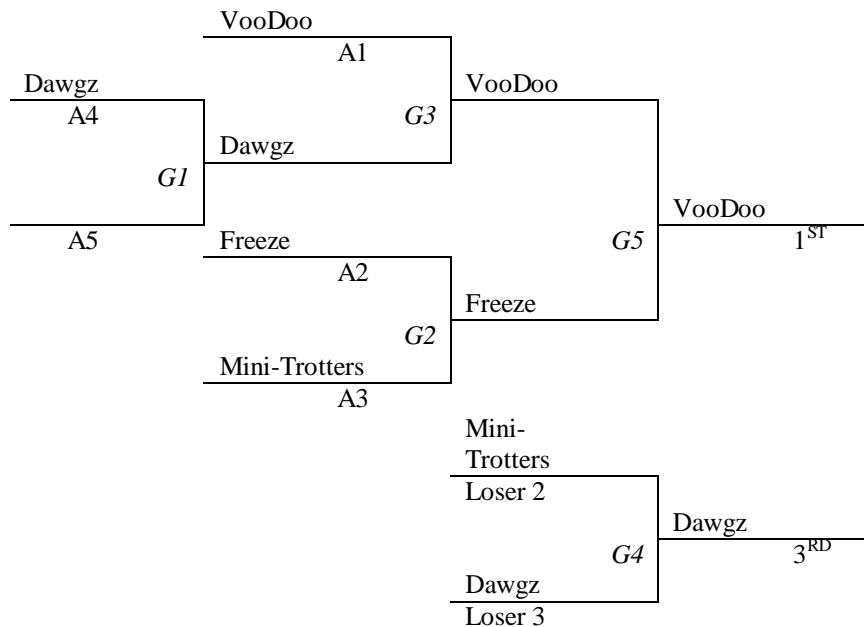 VooDoo
A1
Dawgz
VooDoo
A4
G3
Dawgz
G1
VooDoo
A5
Freeze
G5
1ST
A2
Freeze
G2
Mini-Trotters
A3
Mini-
Trotters
Loser 2
Dawgz
G4
3RD
Dawgz
Loser 3